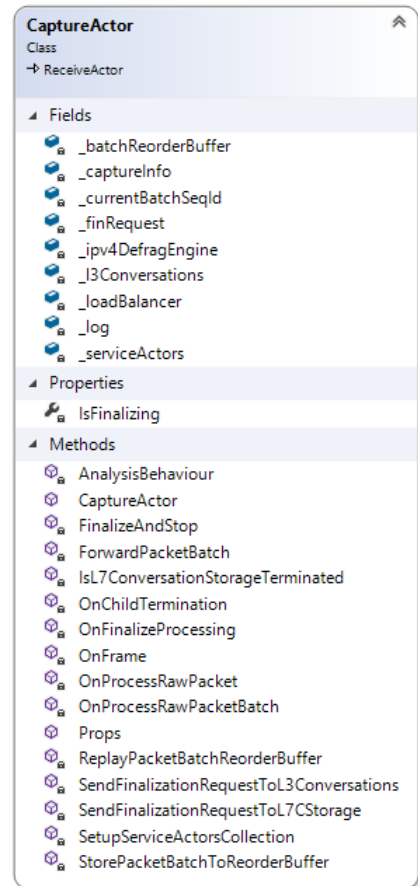 CaptureActor
Class
ReceiveActor
Fields
_batchReorderBuffer
_captureInfo
_currentBatchSeqId
_finRequest
_ipv4DefragEngine
_l3Conversations
_loadBalancer
_log
_serviceActors
Properties
IsFinalizing
Methods
AnalysisBehaviour
CaptureActor
FinalizeAndStop
ForwardPacketBatch
IsL7ConversationStorageTerminated
OnChildTermination
OnFinalizeProcessing
OnFrame
OnProcessRawPacket
OnProcessRawPacketBatch
Props
ReplayPacketBatchReorderBuffer
SendFinalizationRequestToL3Conversations
SendFinalizationRequestToL7CStorage
SetupServiceActorsCollection
StorePacketBatchToReorderBuffer